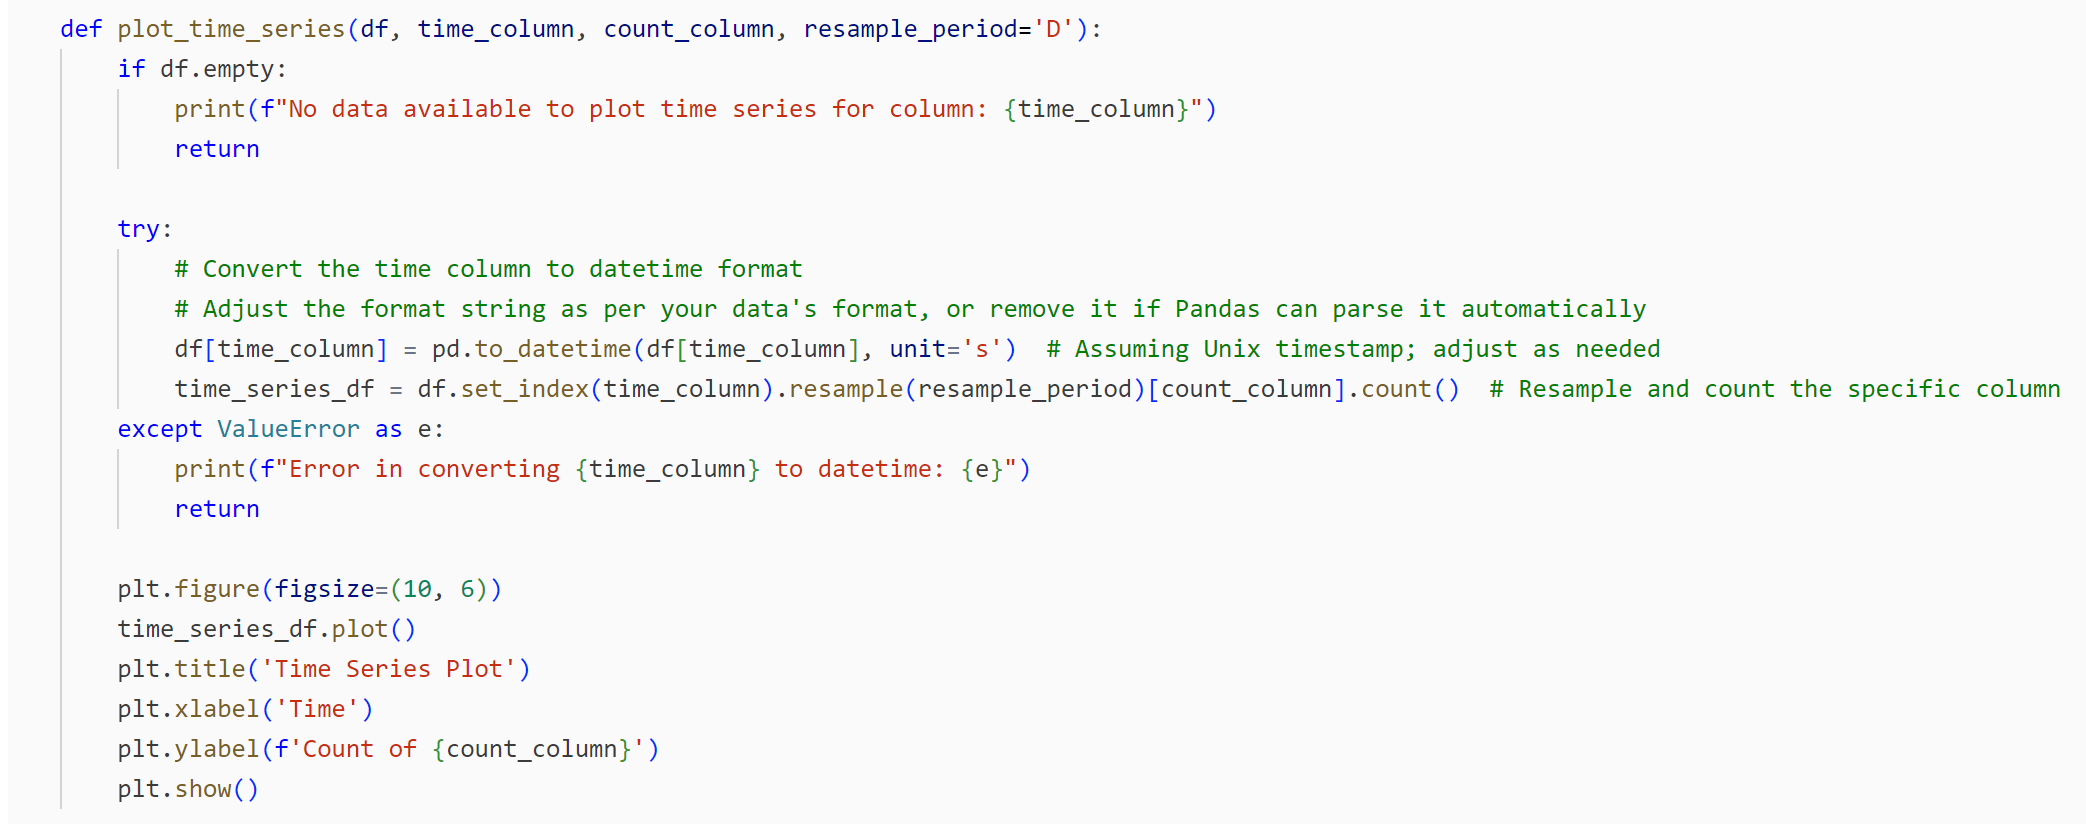 def plot_time_series(df, time_column, count_column, resample_period='D'):
    if df.empty:
        print(f"No data available to plot time series for column: {time_column}")
        return

    try:
        # Convert the time column to datetime format
        # Adjust the format string as per your data's format, or remove it if Pandas can parse it automatically
        df[time_column] = pd.to_datetime(df[time_column], unit='s')  # Assuming Unix timestamp; adjust as needed
        time_series_df = df.set_index(time_column).resample(resample_period)[count_column].count()  # Resample and count the specific column
    except ValueError as e:
        print(f"Error in converting {time_column} to datetime: {e}")
        return

    plt.figure(figsize=(10, 6))
    time_series_df.plot()
    plt.title('Time Series Plot')
    plt.xlabel('Time')
    plt.ylabel(f'Count of {count_column}')
    plt.show()